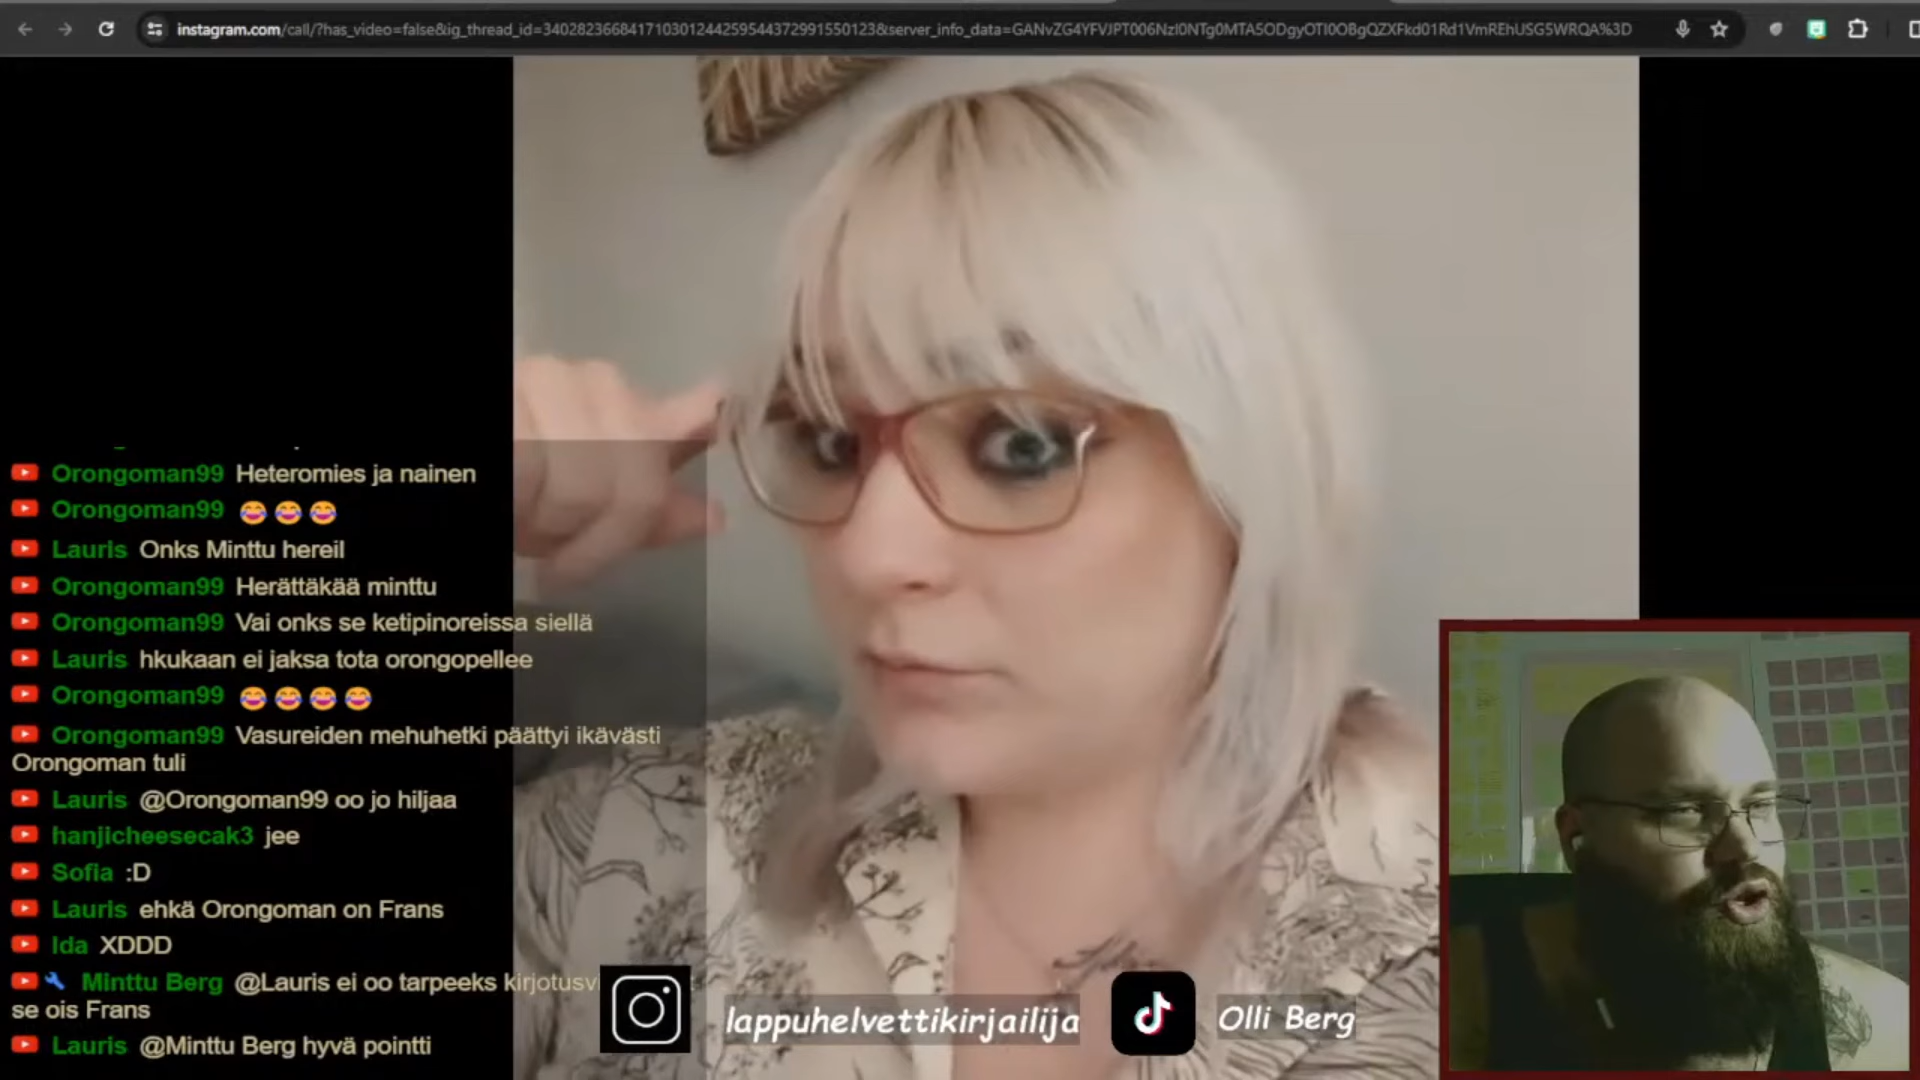 instagram.com/call/?has_video=false&ig_thread_id=340282366841710301244259544372991550123&server_info_data=
Orongoman99 Heteromies ja nainen
Orongoman99 😂😂😂
Lauris Onks Minttu hereil
Orongoman99 Herättäkää minttu
Orongoman99 Vai onks se ketipinoreissa siellä
Lauris hkukaan ei jaksa tota orongopellee
Orongoman99 😂😂😂😂
Orongoman99 Vasureiden mehuhetki päättyi ikävästi
Orongoman tuli
Lauris @Orongoman99 oo jo hiljaa
hanjicheesecak3 jee
Sofia :D
Lauris ehkä Orongoman on Frans
Ida XDDD
Minttu Berg @Lauris ei oo tarpeeks
se ois Frans
Lauris @Minttu Berg hyvä pointti
lappuhelvettikirjailija
Olli Berg